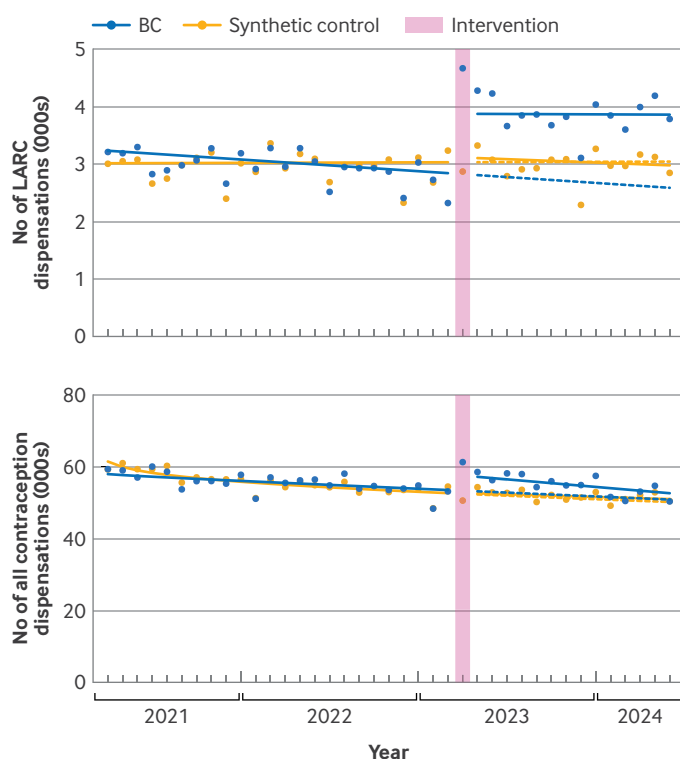 BC Synthetic control Intervention
No of LARC
dispensations (000s)
5
4
3
2
1
0
No of all contraception
dispensations (000s)
80
60
40
20
0
2021 2022 2023 2024
Year